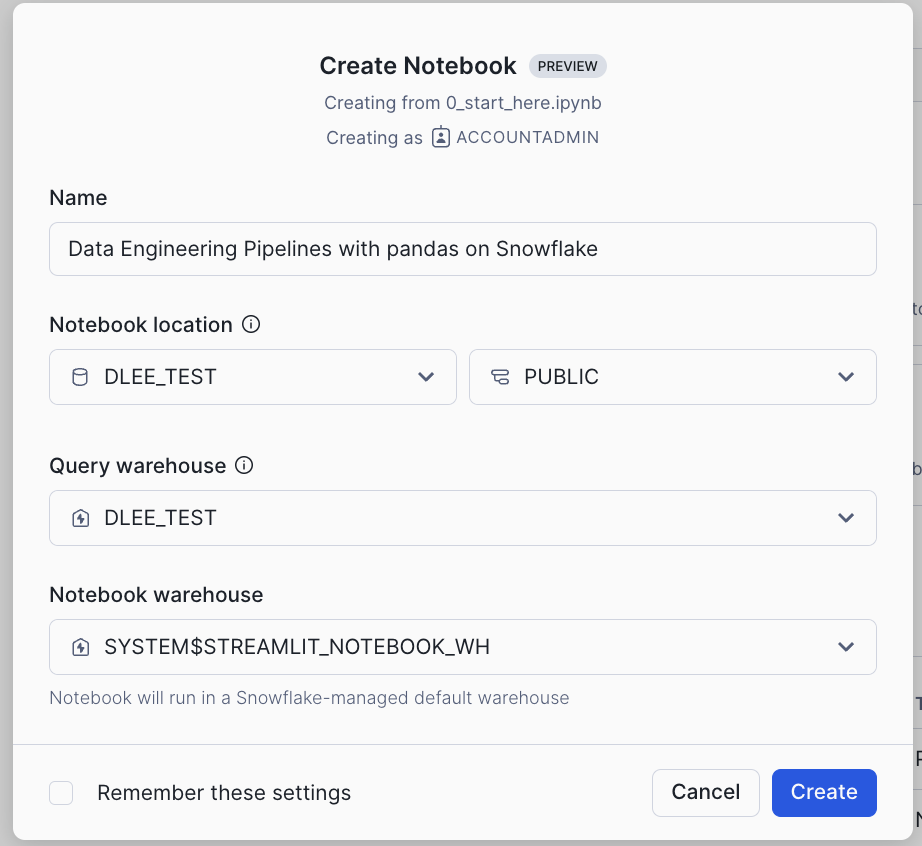 Create Notebook PREVIEW
Creating from 0_start_here.ipynb
Creating as ACCOUNTADMIN
Name
Data Engineering Pipelines with pandas on Snowflake
Notebook location
DLEE_TEST PUBLIC
Query warehouse
DLEE_TEST
Notebook warehouse
SYSTEM$STREAMLIT_NOTEBOOK_WH
Notebook will run in a Snowflake-managed default warehouse
Remember these settings Cancel Create